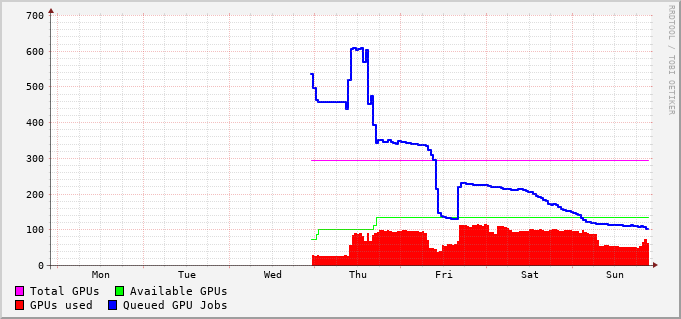 700
600
500
400
300
200
100
0
Mon Tue Wed Thu Fri Sat Sun
Total GPUs Available GPUs
GPUs used Queued GPU Jobs
RRDTOOL / TOBI OETIKER